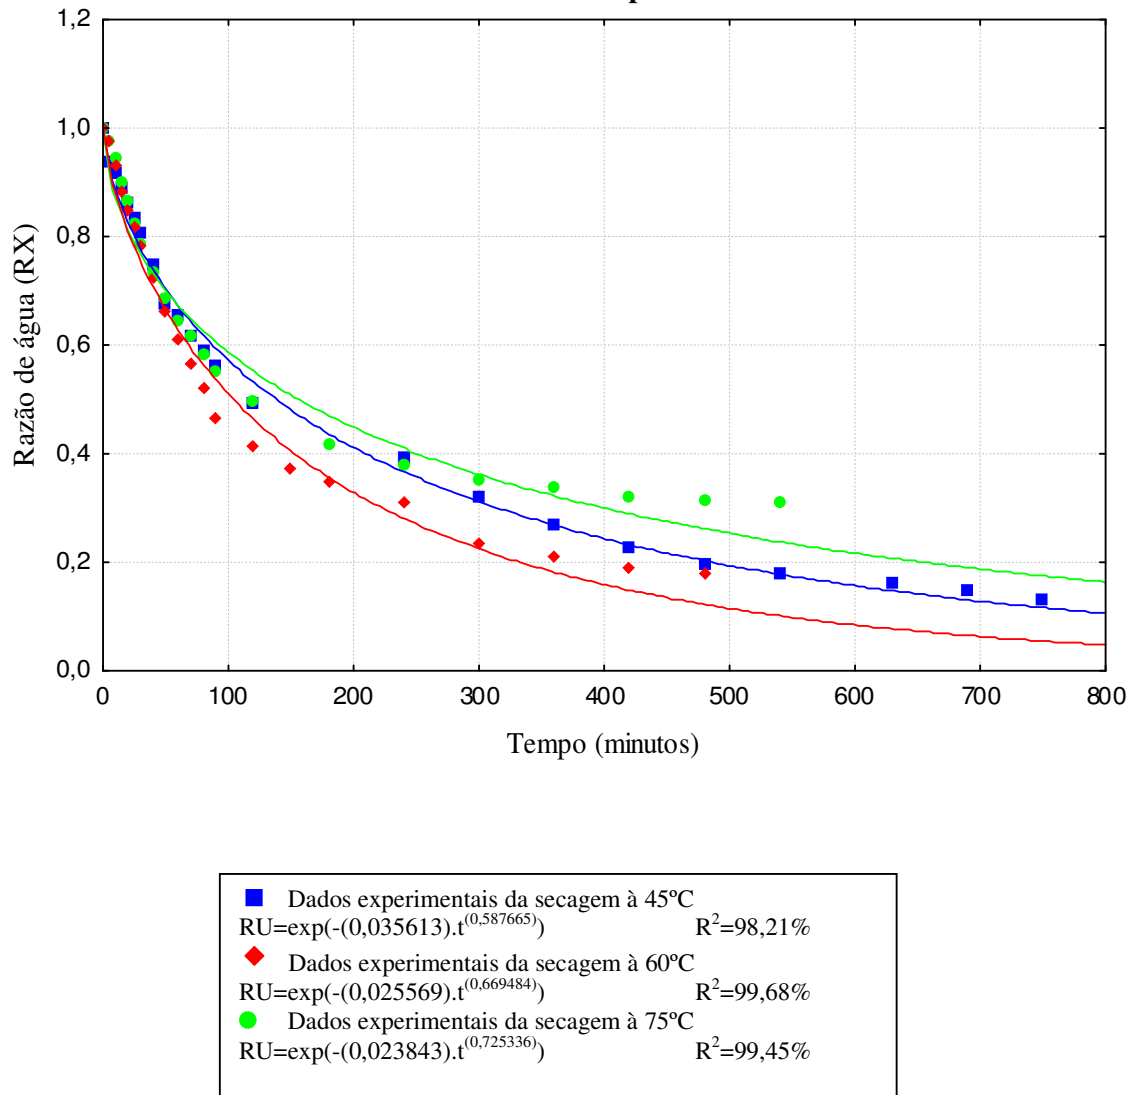 1,2
1,0
0,8
0,6
0,4
0,2
0,0
Razão de água (RX)
0 100 200 300 400 500 600 700 800
Tempo (minutos)
Dados experimentais da secagem à 45ºC
RU=exp(-(0,035613).t^(0,587665)) R²=98,21%
Dados experimentais da secagem à 60ºC
RU=exp(-(0,025569).t^(0,669484)) R²=99,68%
Dados experimentais da secagem à 75ºC
RU=exp(-(0,023843).t^(0,725336)) R²=99,45%